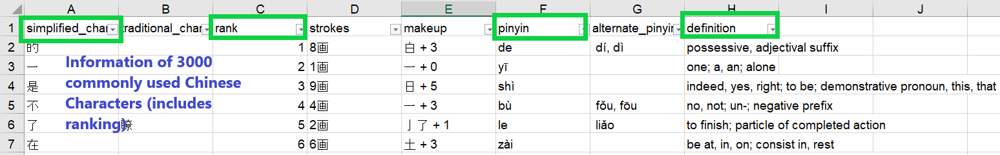 A B C D E F G H I J
1 simplified_char traditional_char rank strokes makeup pinyin alternate_pinyin definition
2 的 1 8画 白 + 3 de dí, dì possessive, adjectival suffix
3 一 2 1画 一 + 0 yī one; a, an; alone
4 是 3 9画 日 + 5 shì indeed, yes, right; to be; demonstrative pronoun, this, that
5 不 4 4画 一 + 3 bù fǒu, fōu no, not; un-; negative prefix
6 了 瞭 5 2画 亅了 + 1 le liǎo to finish; particle of completed action
7 在 6 6画 土 + 3 zài be at, in, on; consist in, rest
Information of 3000
commonly used Chinese
Characters (includes
ranking)